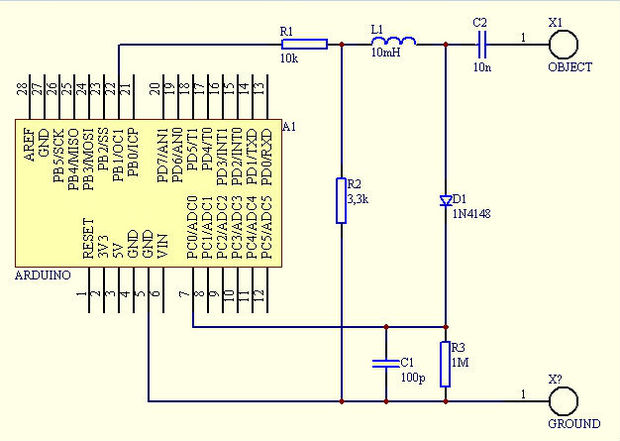 R1
10k
L1
10mH
C2
10n
X1
1
OBJECT
28
27
26
25
24
23
22
21
20
19
18
17
16
15
14
13
A1
AREF
GND
PB5/SCK
PB4/MISO
PB3/MOSI
PB2/SS
PB1/OC1
PB0/ICP
PD7/AN1
PD6/AN0
PD5/T1
PD4/T0
PD3/INT1
PD2/INT0
PD1/TXD
PD0/RXD
R2
3,3k
D1
1N4148
RESET
3V3
5V
GND
GND
VIN
PC0/ADC0
PC1/ADC1
PC2/ADC2
PC3/ADC3
PC4/ADC4
PC5/ADC5
ARDUINO
1
2
3
4
5
6
7
8
9
10
11
12
C1
100p
R3
1M
X?
1
GROUND